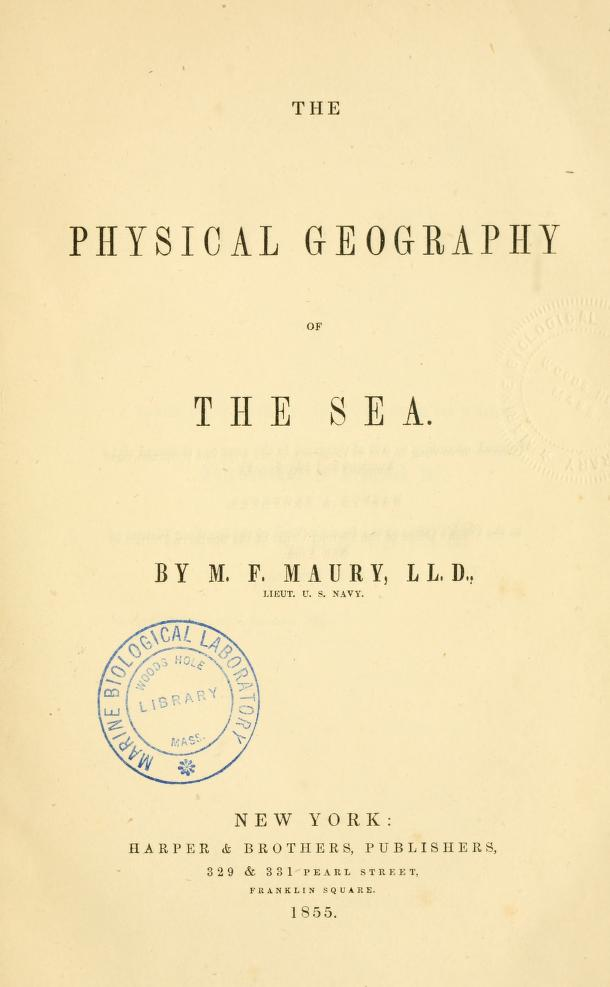 THE
PHYSICAL GEOGRAPHY
OF
THE SEA.
BY M. F. MAURY, LL. D.,
LIEUT. U. S. NAVY.
MARINE BIOLOGICAL LABORATORY
WOODS HOLE
LIBRARY
MASS.
NEW YORK:
HARPER & BROTHERS, PUBLISHERS,
329 & 331 PEARL STREET,
FRANKLIN SQUARE.
1855.